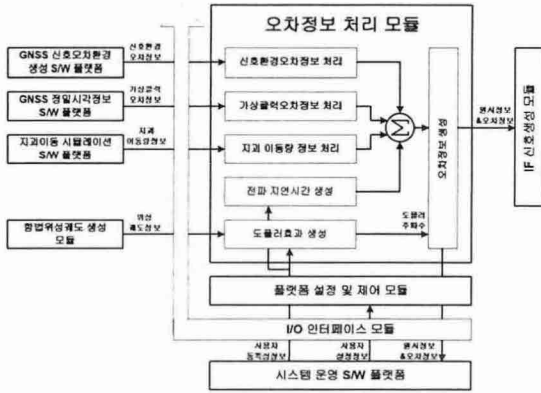 오차정보 처리 모듈
GNSS 신호오차환경
생성 S/W 플랫폼
신호환경
오차정보
신호환경오차정보 처리
GNSS 정밀시각정보
S/W 플랫폼
가상클럭
오차정보
가상클럭오차정보 처리
지각이동 시뮬레이션
S/W 플랫폼
지각
이동량정보
지각 이동량 정보 처리
Σ
오차정보 생성
원시정보
&오차정보
IF 신호생성 모듈
전파 지연시간 생성
항법위성궤도 생성
모듈
위성
궤도정보
도플러효과 생성
도플러
주파수
플랫폼 설정 및 제어 모듈
I/O 인터페이스 모듈
사용자
동특성정보
사용자
설정정보
원시정보
&오차정보
시스템 운영 S/W 플랫폼